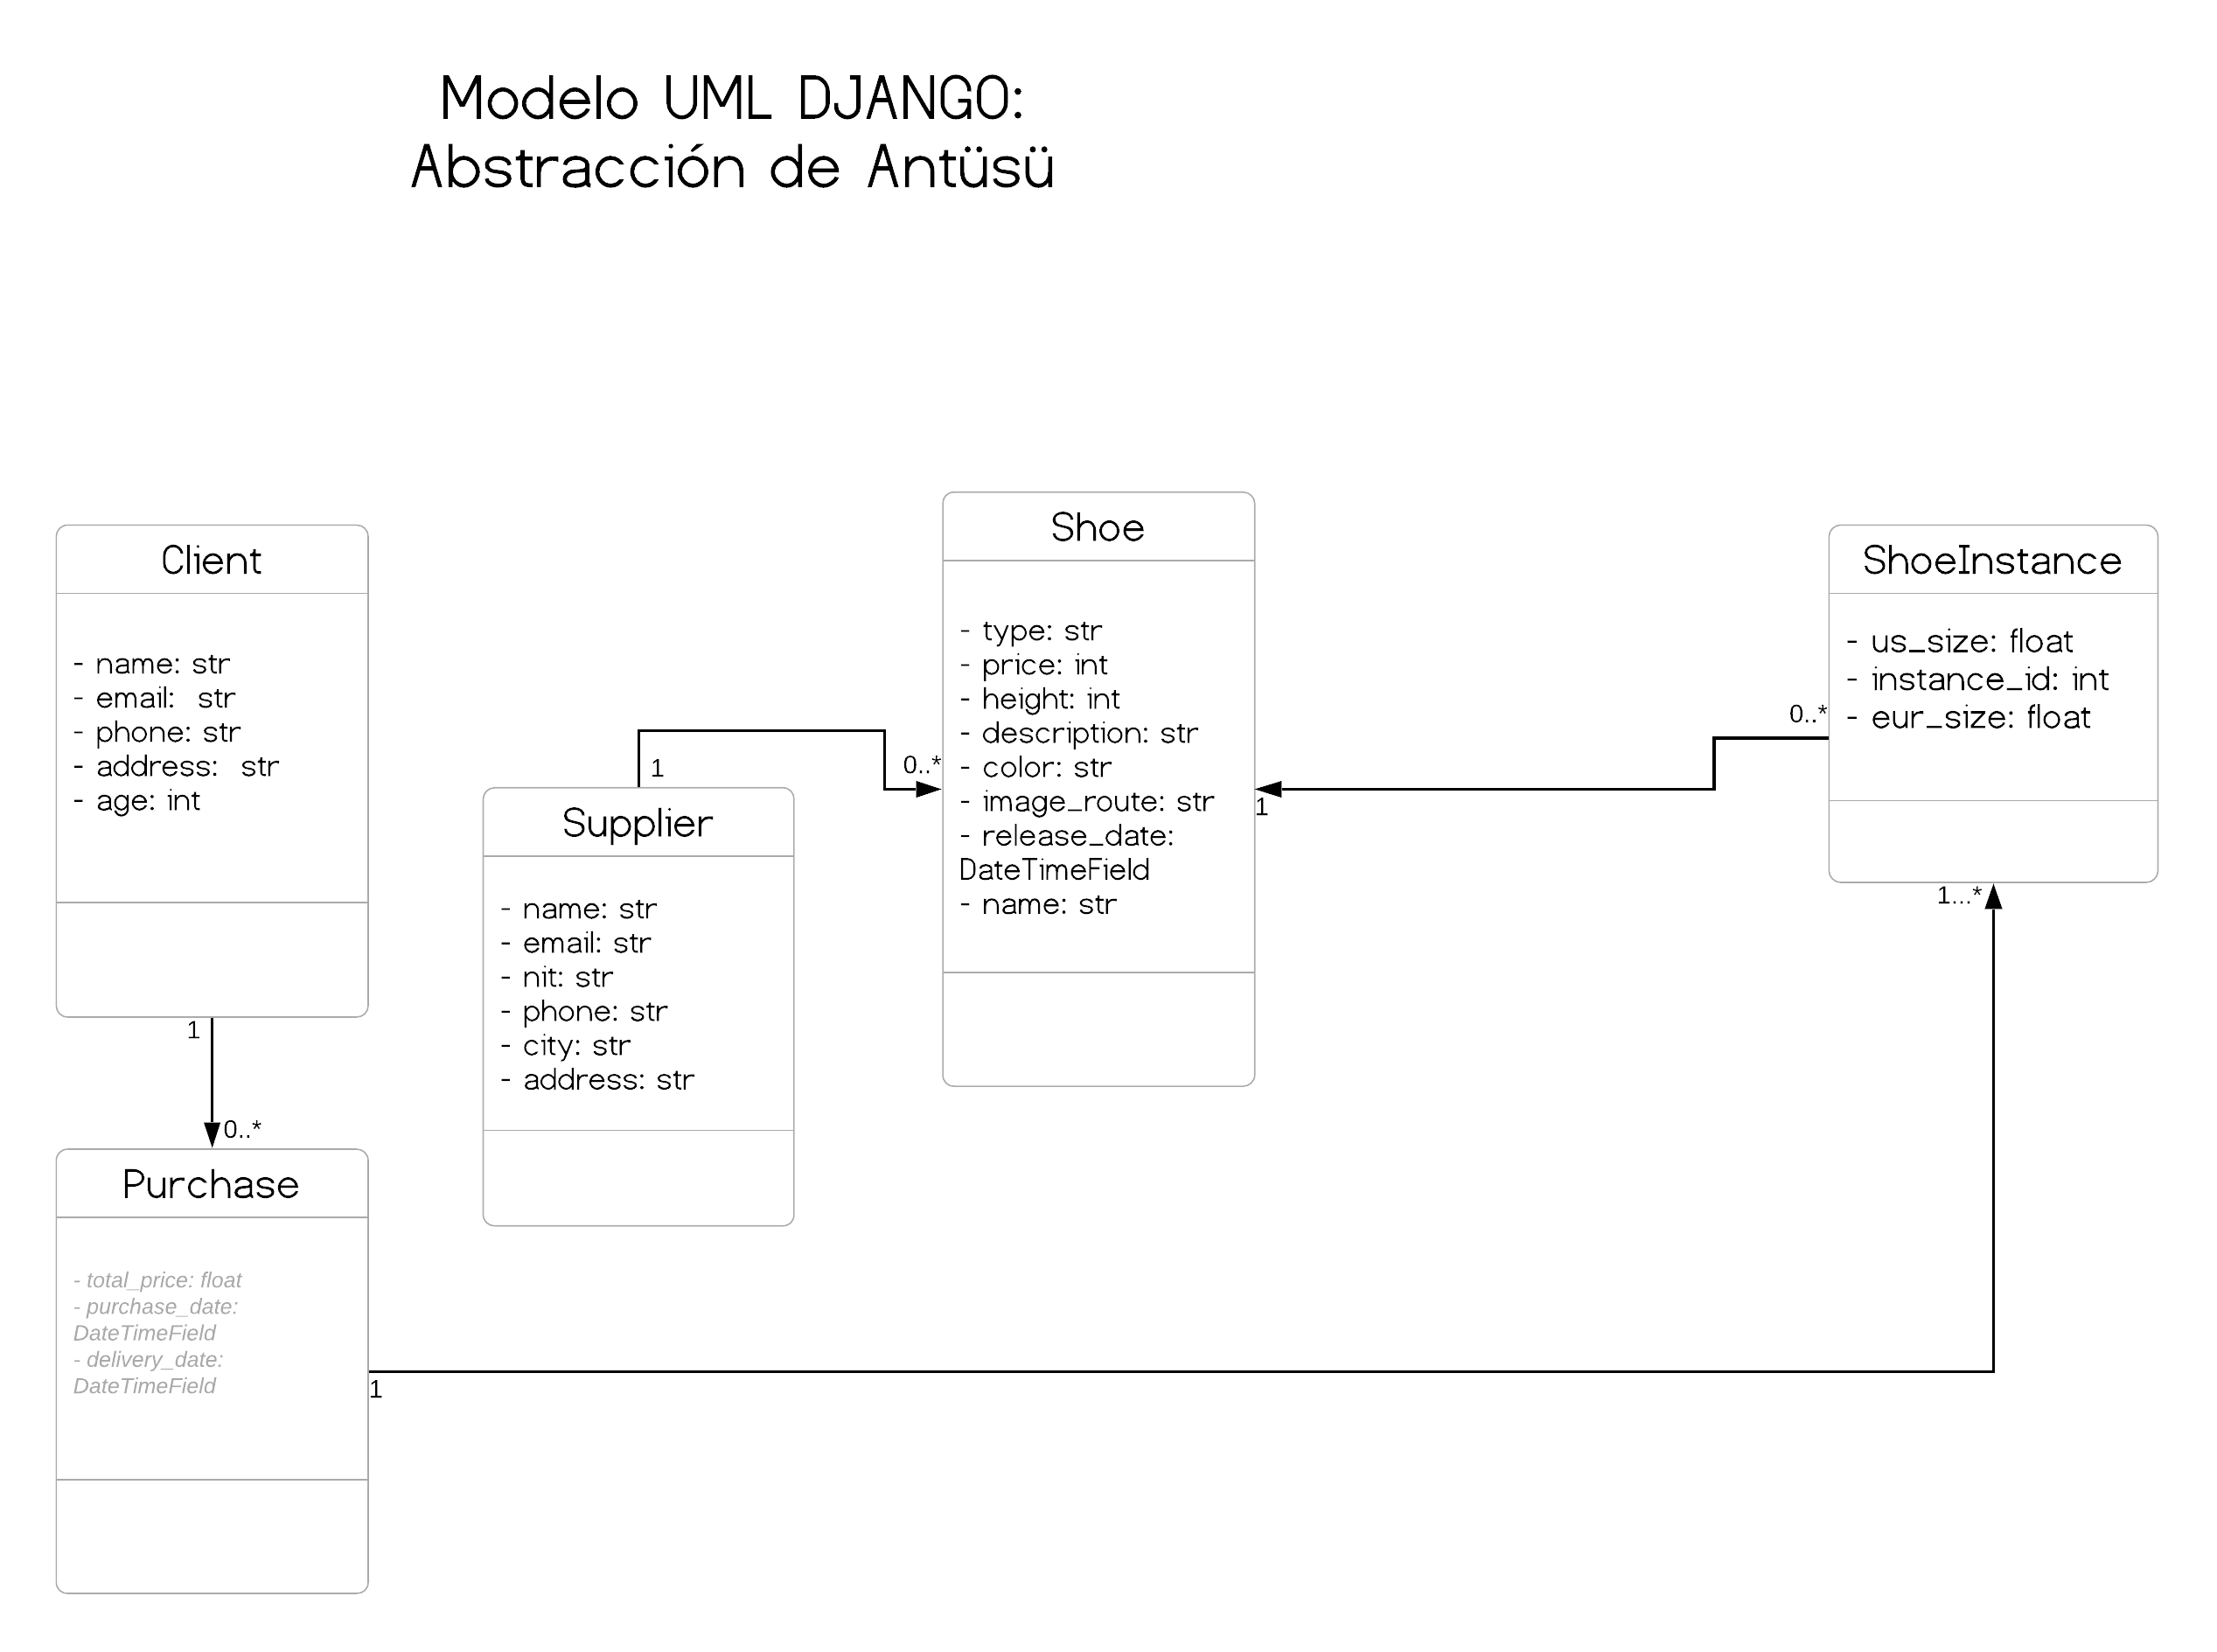 Modelo UML DJANGO:
Abstracción de Antüsü
Client
- name: str
- email:  str
- phone: str
- address:  str
- age: int
1
0..*
Purchase
- total_price: float
- purchase_date:
DateTimeField
- delivery_date:
DateTimeField
1
1
Supplier
- name: str
- email: str
- nit: str
- phone: str
- city: str
- address: str
0..*
Shoe
- type: str
- price: int
- height: int
- description: str
- color: str
- image_route: str
- release_date:
DateTimeField
- name: str
1
0..*
ShoeInstance
- us_size: float
- instance_id: int
- eur_size: float
1...*